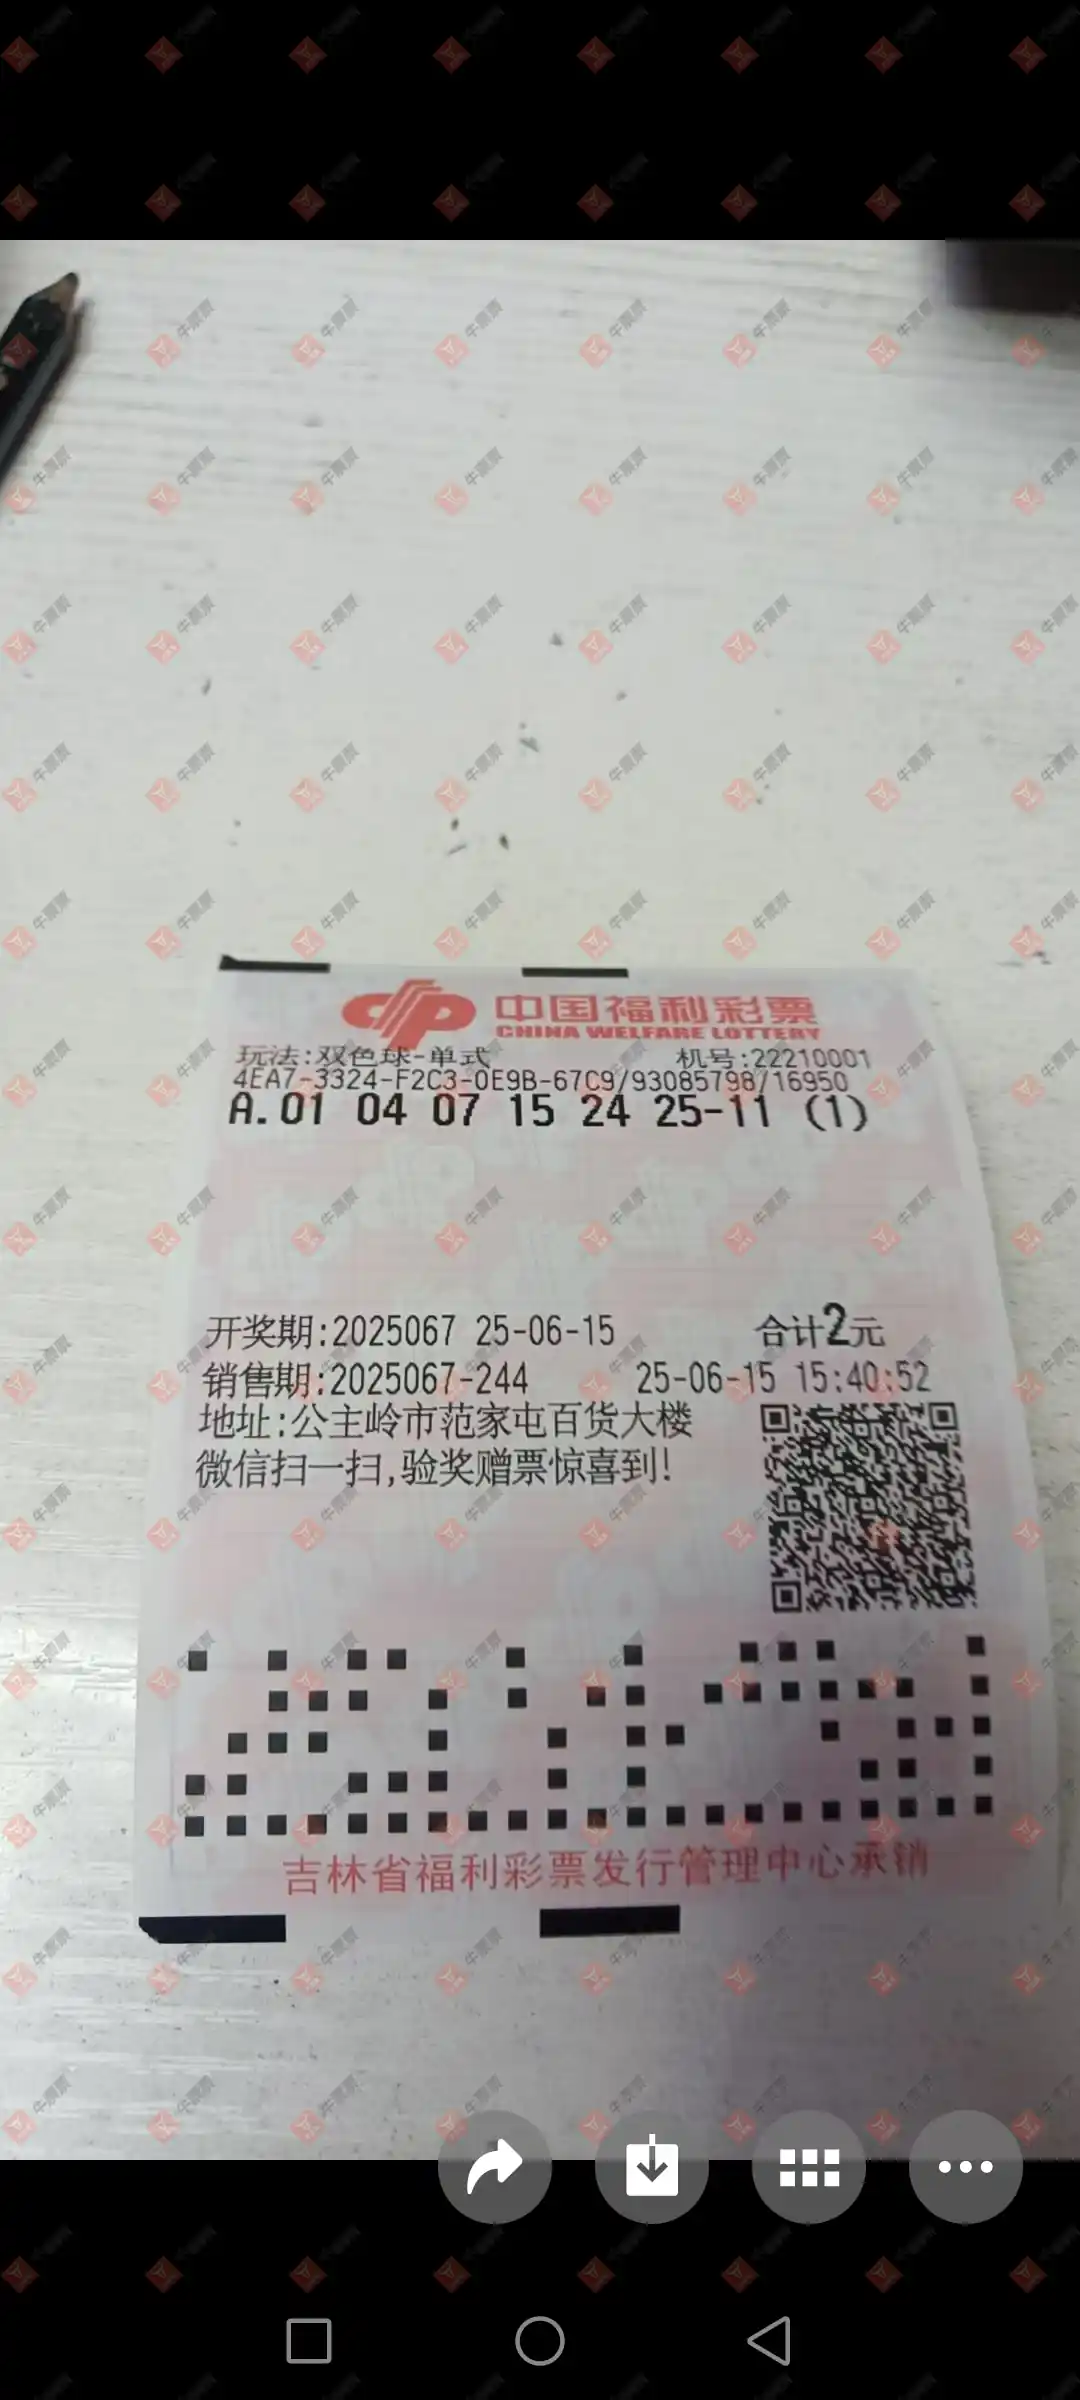 中国福利彩票
CHINA WELFARE LOTTERY
玩法:双色球-单式 机号:22210001
4EA7-3324-F2C3-0E9B-67C9/93085798/16950
A.01 04 07 15 24 25-11 (1)
开奖期:2025067 25-06-15 合计2元
销售期:2025067-244 25-06-15 15:40:52
地址:公主岭市范家屯百货大楼
微信扫一扫,验奖赠票惊喜到!
吉林省福利彩票发行管理中心承销